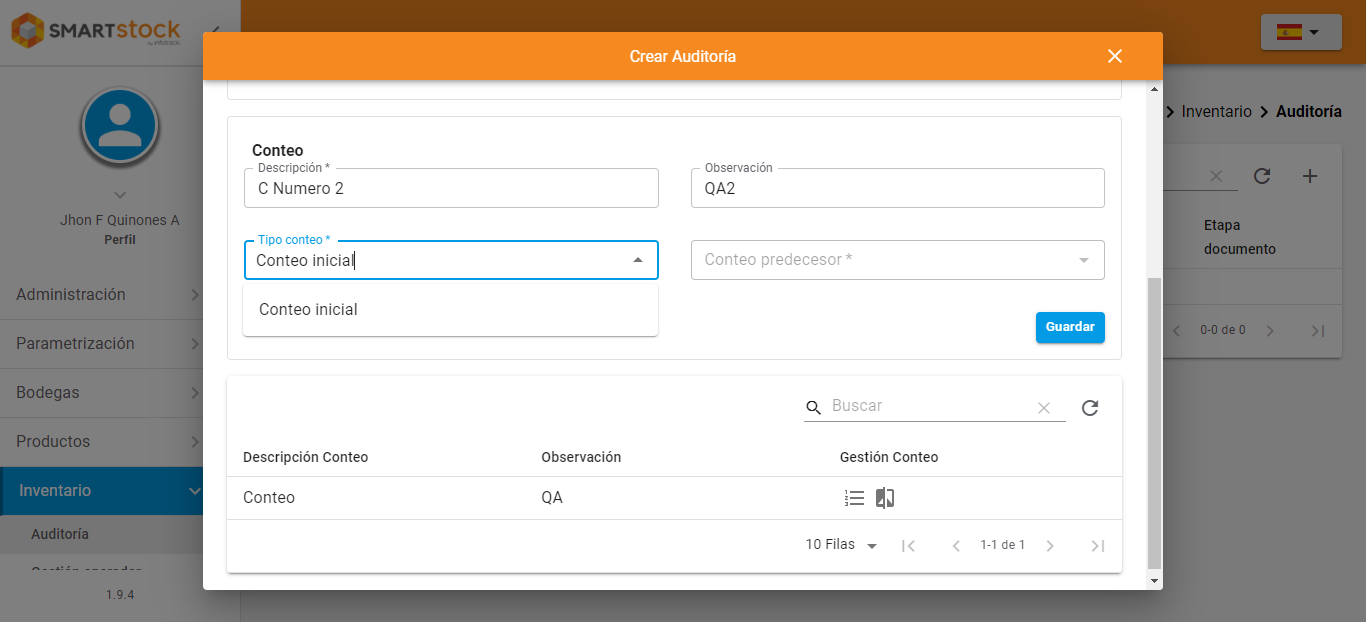 SMARTSTOCK
by infotrack
Jhon F Quinones A
Perfil
Administración
Parametrización
Bodegas
Productos
Inventario
Auditoría
1.9.4
Crear Auditoría
Conteo
Descripción *
C Numero 2
Observación
QA2
Tipo conteo *
Conteo inicial
Conteo predecesor *
Conteo inicial
Guardar
Buscar
Descripción Conteo Observación Gestión Conteo
Conteo QA
10 Filas 1-1 de 1
Inventario Auditoría
Etapa
documento
0-0 de 0